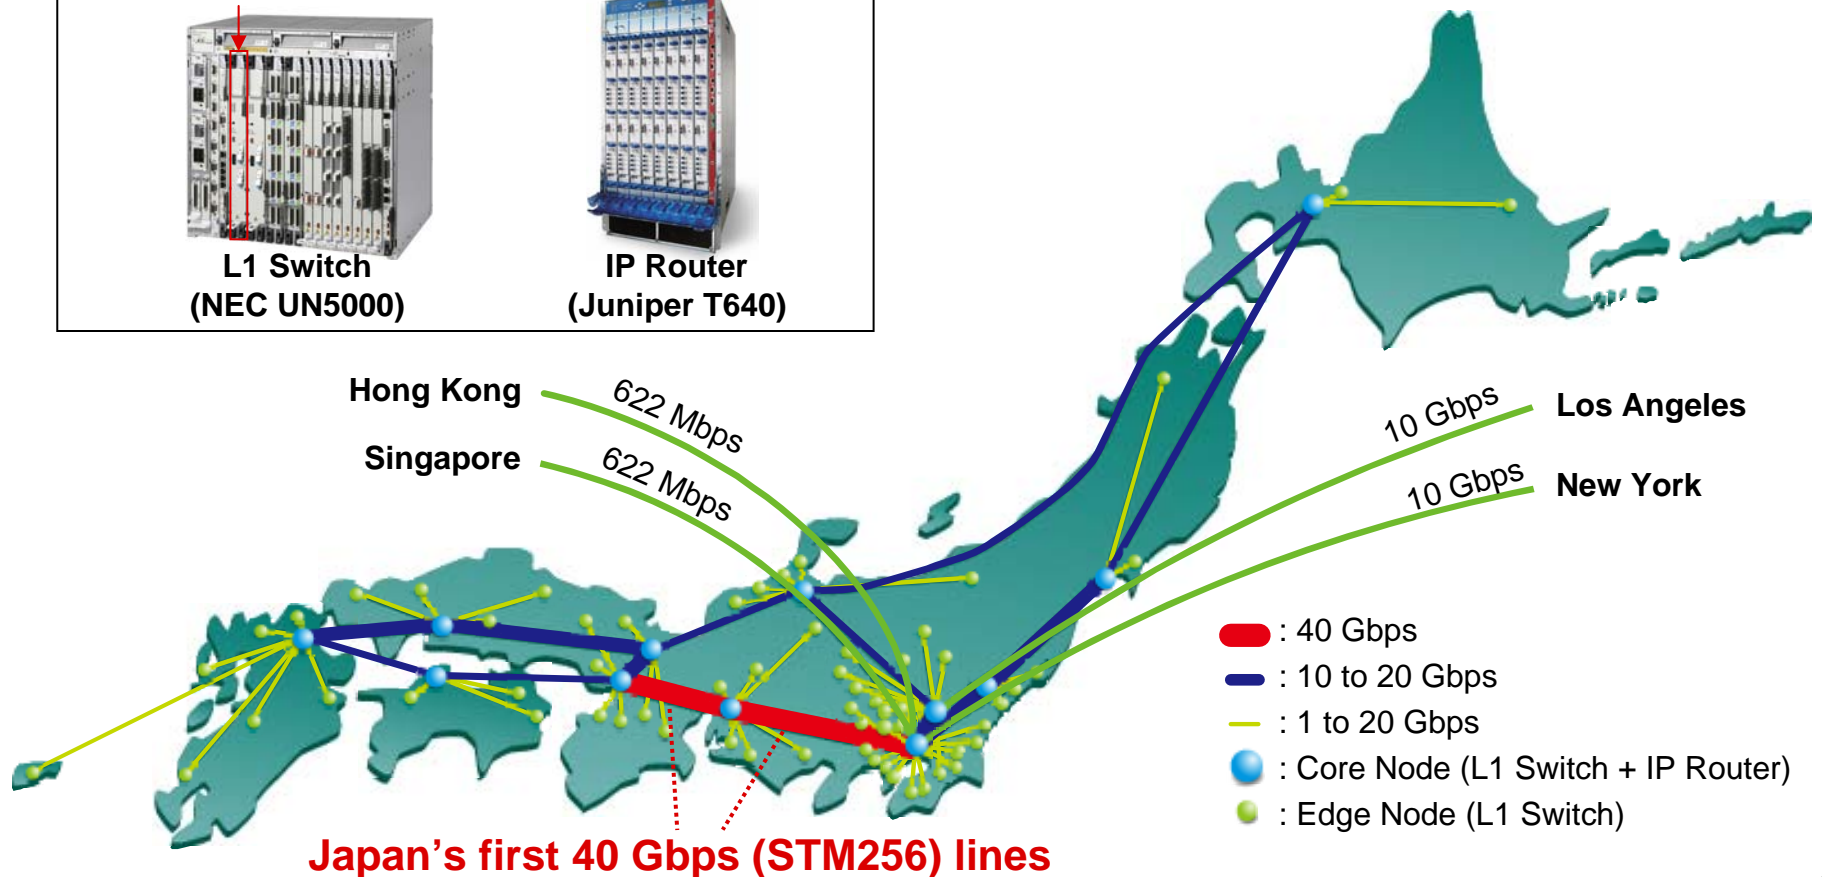 L1 Switch
(NEC UN5000)
IP Router
(Juniper T640)
Hong Kong
622 Mbps
Singapore
622 Mbps
10 Gbps
Los Angeles
10 Gbps
New York
: 40 Gbps
: 10 to 20 Gbps
: 1 to 20 Gbps
: Core Node (L1 Switch + IP Router)
: Edge Node (L1 Switch)
Japan’s first 40 Gbps (STM256) lines